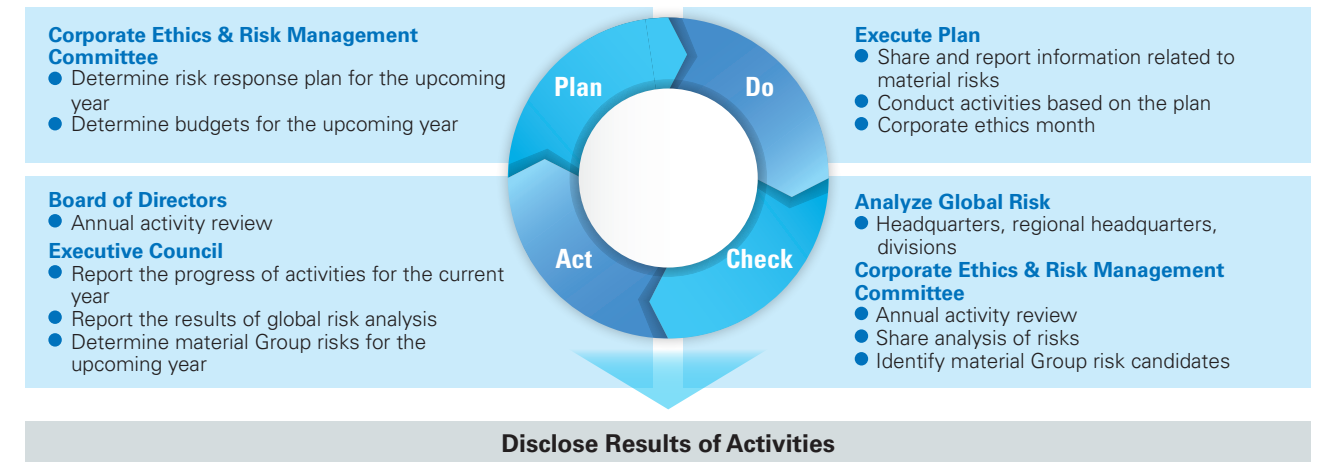 Corporate Ethics & Risk Management
Committee
● Determine risk response plan for the upcoming
year
● Determine budgets for the upcoming year
Plan
Do
Execute Plan
● Share and report information related to
material risks
● Conduct activities based on the plan
● Corporate ethics month
Board of Directors
● Annual activity review
Executive Council
● Report the progress of activities for the current
year
● Report the results of global risk analysis
● Determine material Group risks for the
upcoming year
Act
Check
Analyze Global Risk
● Headquarters, regional headquarters,
divisions
Corporate Ethics & Risk Management
Committee
● Annual activity review
● Share analysis of risks
● Identify material Group risk candidates
Disclose Results of Activities